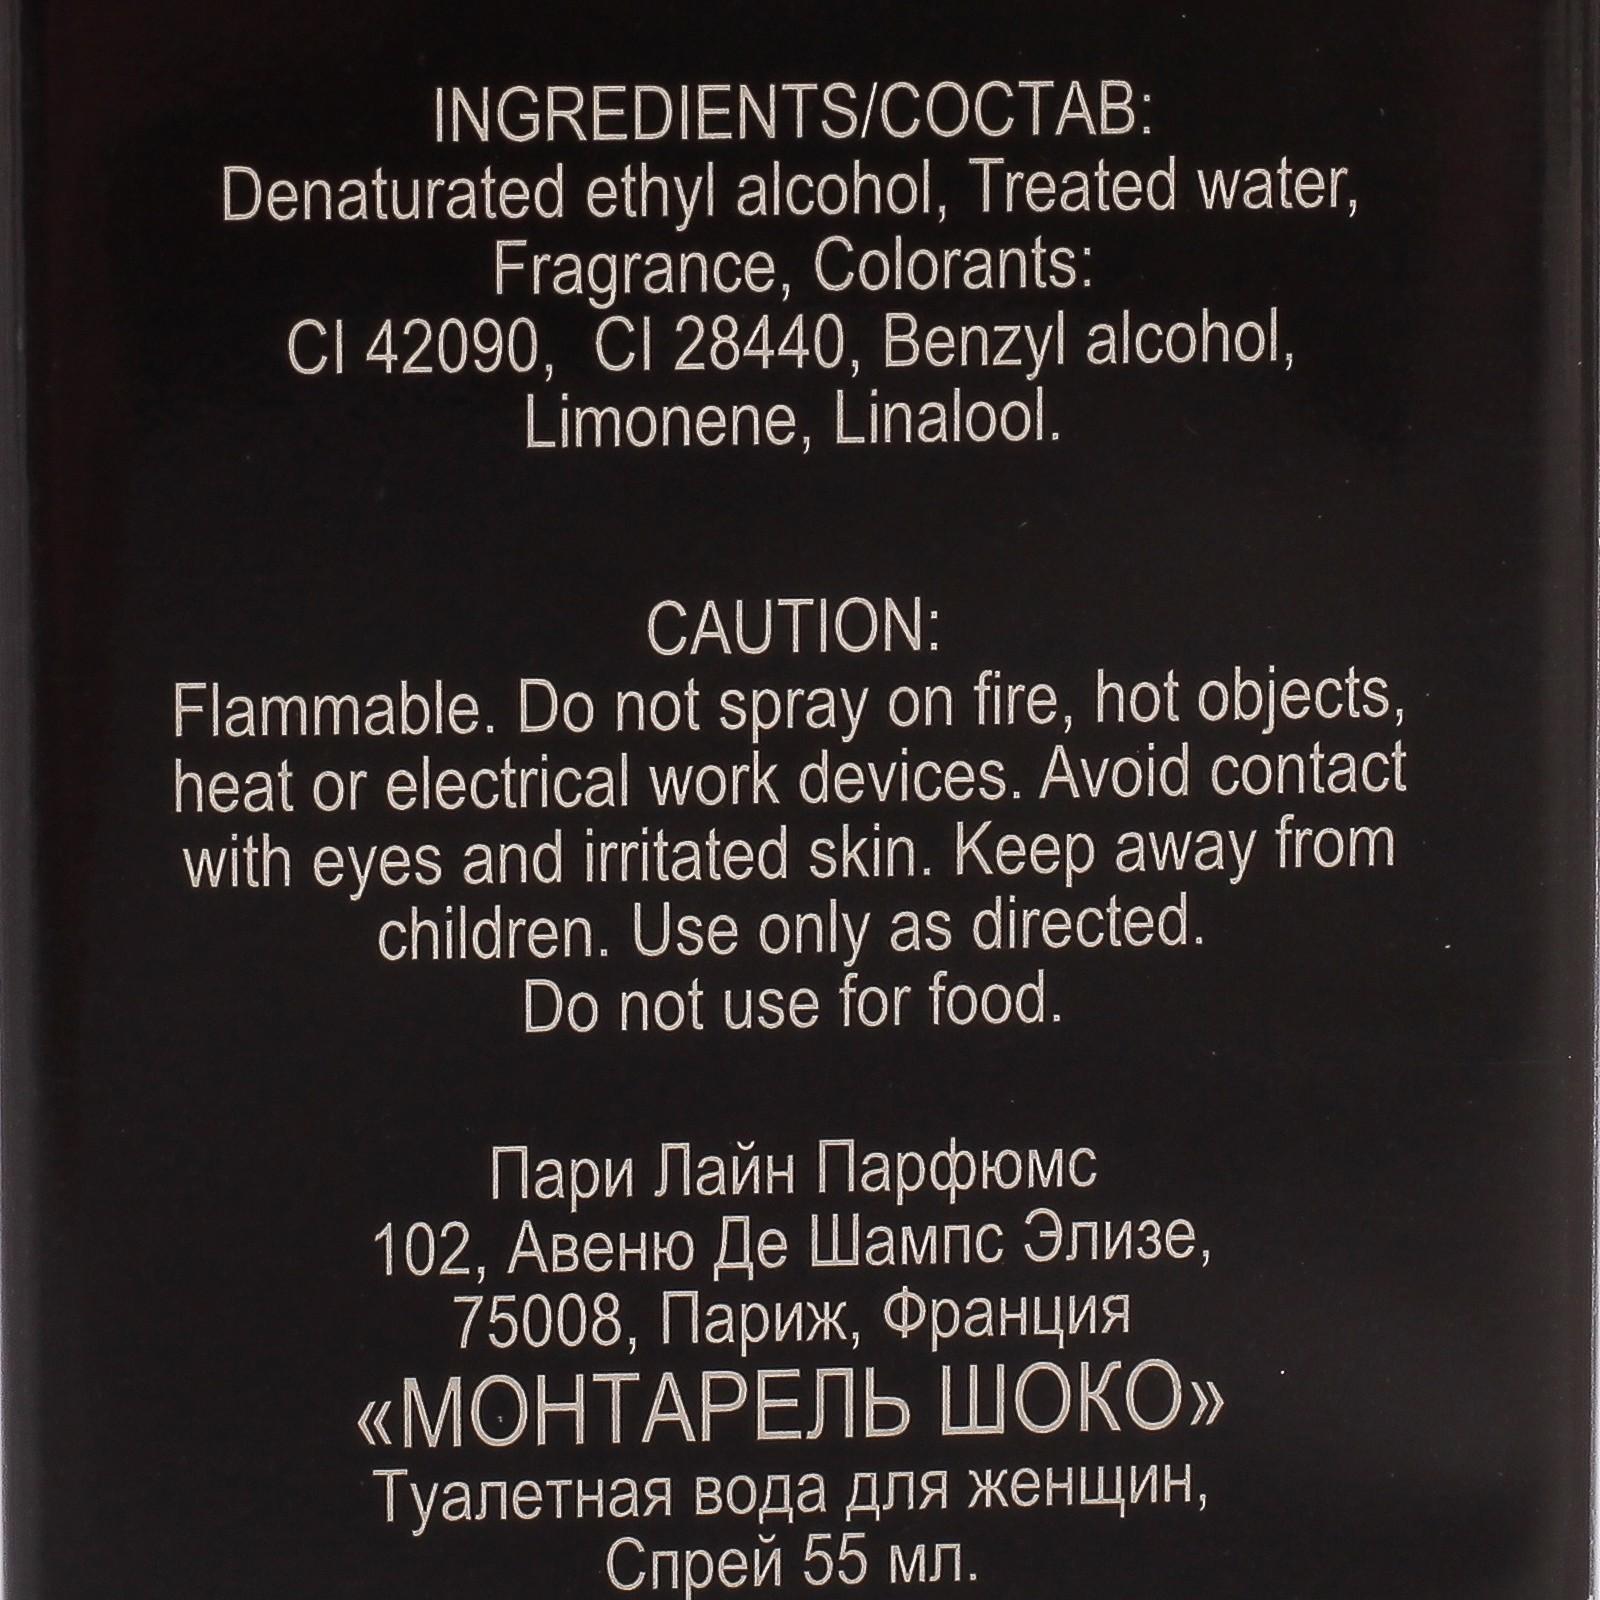 INGREDIENTS/СОСТАВ:
Denaturated ethyl alcohol, Treated water,
Fragrance, Colorants:
CI 42090, CI 28440, Benzyl alcohol,
Limonene, Linalool.
CAUTION:
Flammable. Do not spray on fire, hot objects,
heat or electrical work devices. Avoid contact
with eyes and irritated skin. Keep away from
children. Use only as directed.
Do not use for food.
Пари Лайн Парфюмс
102, Авеню Де Шампс Элизе,
75008, Париж, Франция
«МОНТАРЕЛЬ ШОКО»
Туалетная вода для женщин,
Спрей 55 мл.